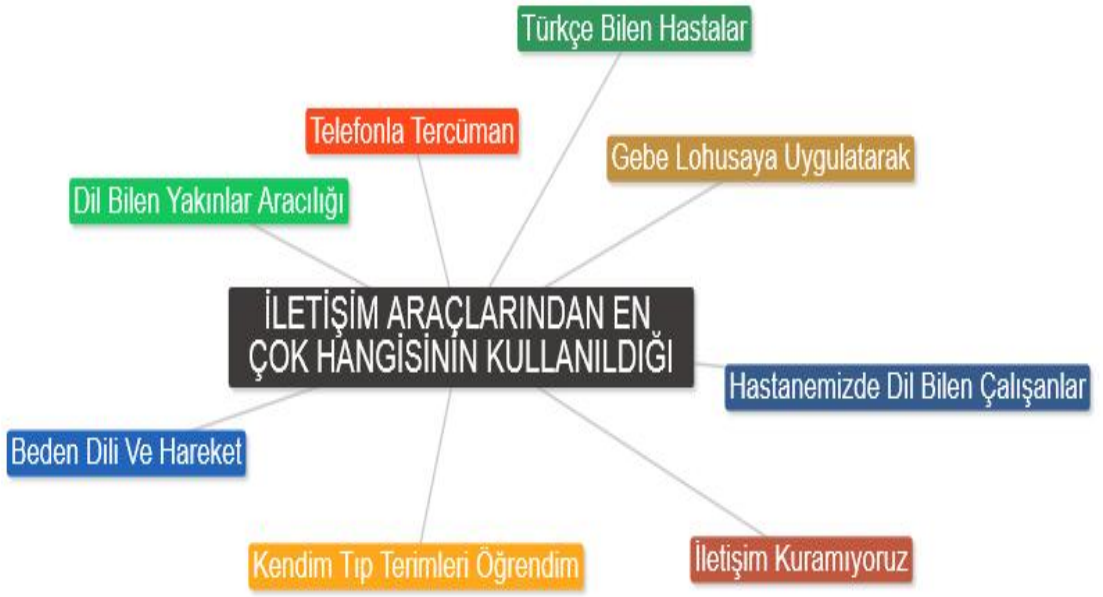 Türkçe Bilen Hastalar
Telefonla Tercüman
Gebe Lohusaya Uygulatarak
Dil Bilen Yakınlar Aracılığı
İLETİŞİM ARAÇLARINDAN EN
ÇOK HANGİSİNİN KULLANILDIĞI
Hastanemizde Dil Bilen Çalışanlar
Beden Dili Ve Hareket
Kendim Tıp Terimleri Öğrendim
İletişim Kuramıyoruz